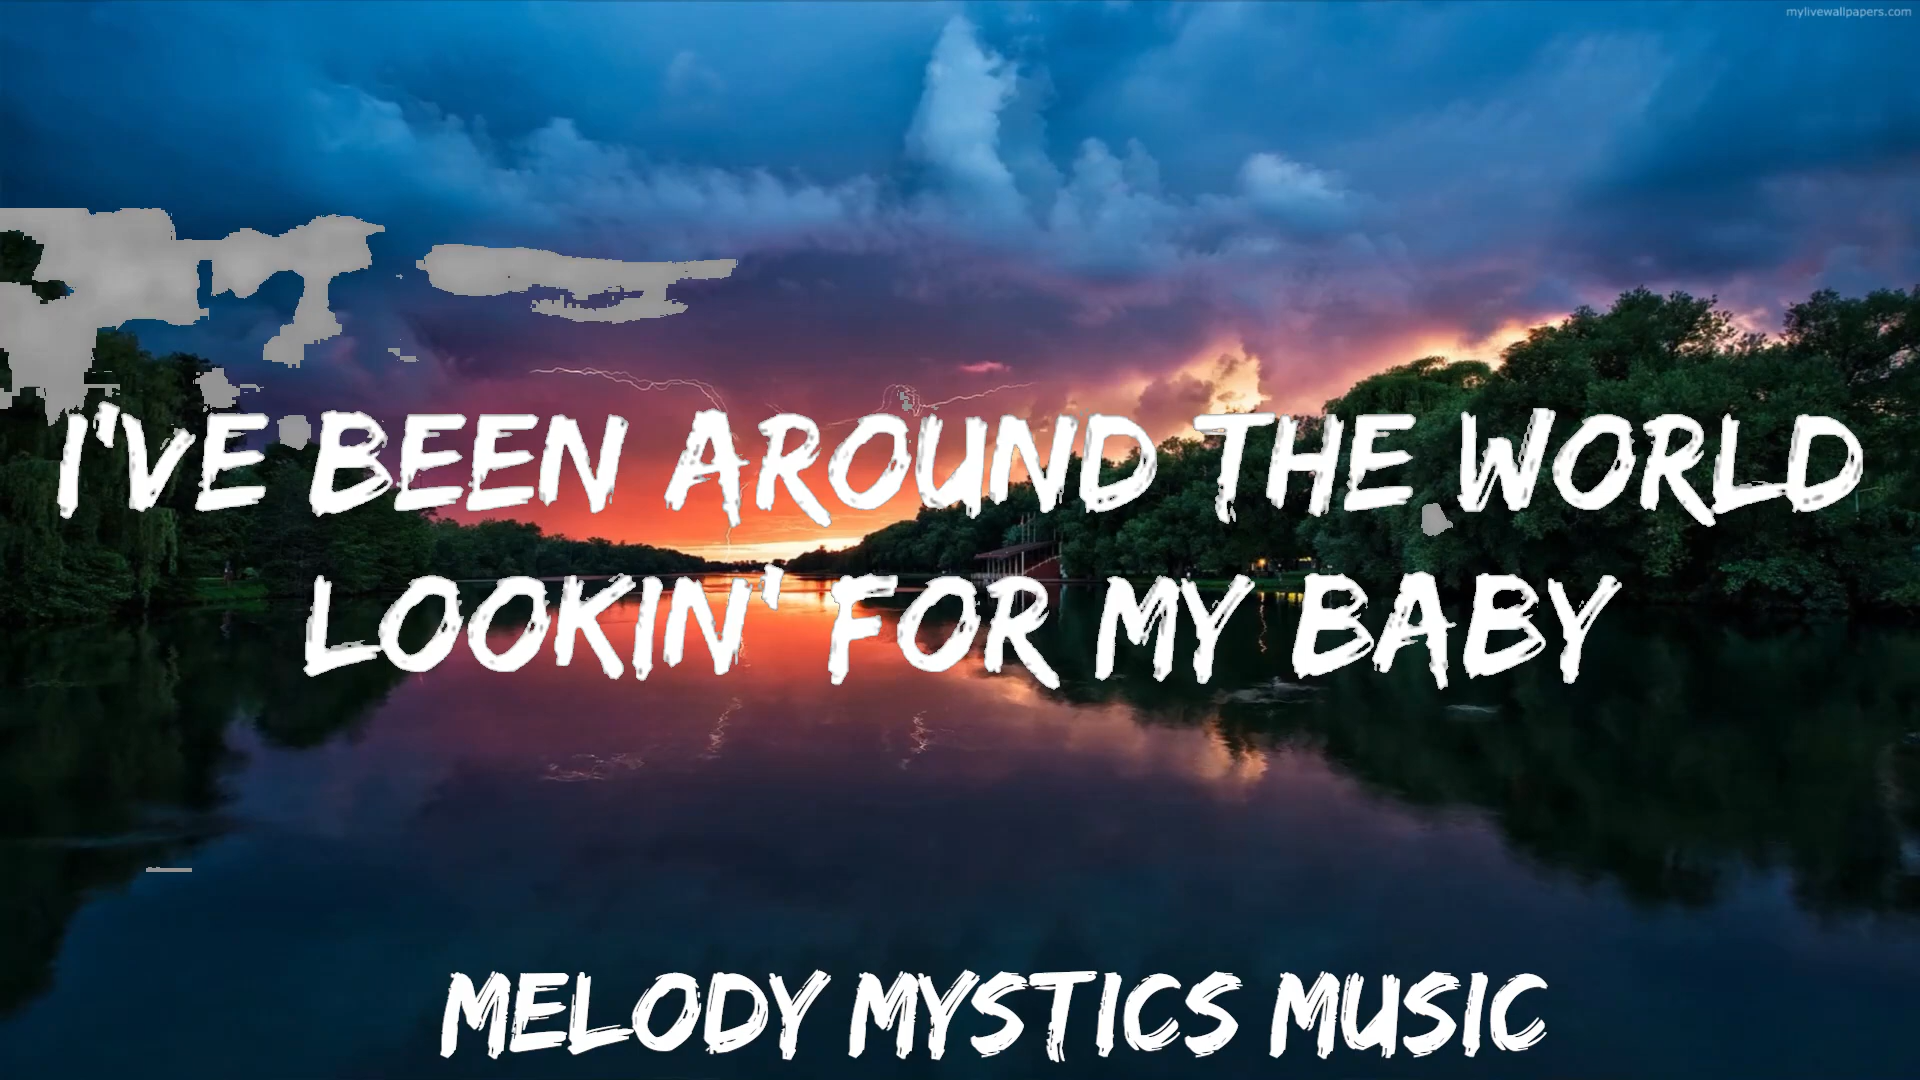 mylivewallpapers.com
I'VE BEEN AROUND THE WORLD
LOOKIN' FOR MY BABY
MELODY MYSTICS MUSIC